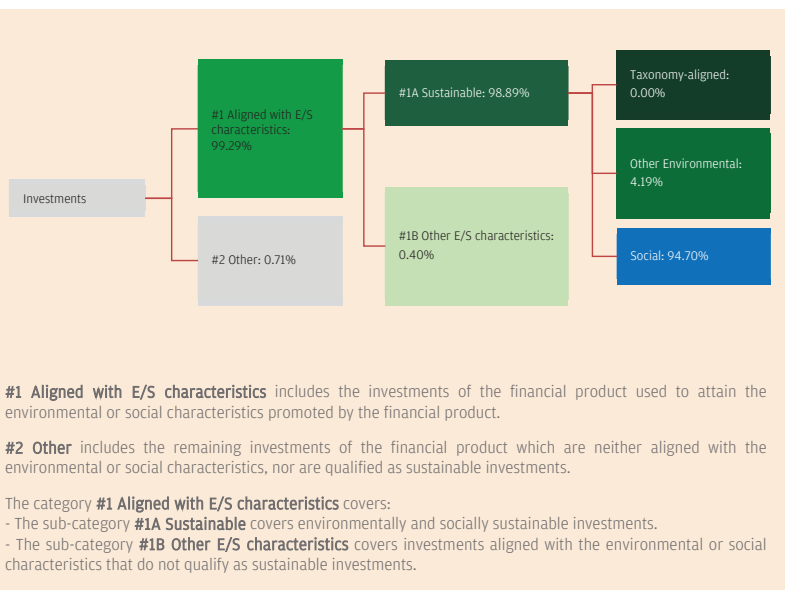 Investments
#1 Aligned with E/S
characteristics:
99.29%
#2 Other: 0.71%
#1A Sustainable: 98.89%
#1B Other E/S characteristics:
0.40%
Taxonomy-aligned:
0.00%
Other Environmental:
4.19%
Social: 94.70%
#1 Aligned with E/S characteristics includes the investments of the financial product used to attain the
environmental or social characteristics promoted by the financial product.
#2 Other includes the remaining investments of the financial product which are neither aligned with the
environmental or social characteristics, nor are qualified as sustainable investments.
The category #1 Aligned with E/S characteristics covers:
- The sub-category #1A Sustainable covers environmentally and socially sustainable investments.
- The sub-category #1B Other E/S characteristics covers investments aligned with the environmental or social
characteristics that do not qualify as sustainable investments.